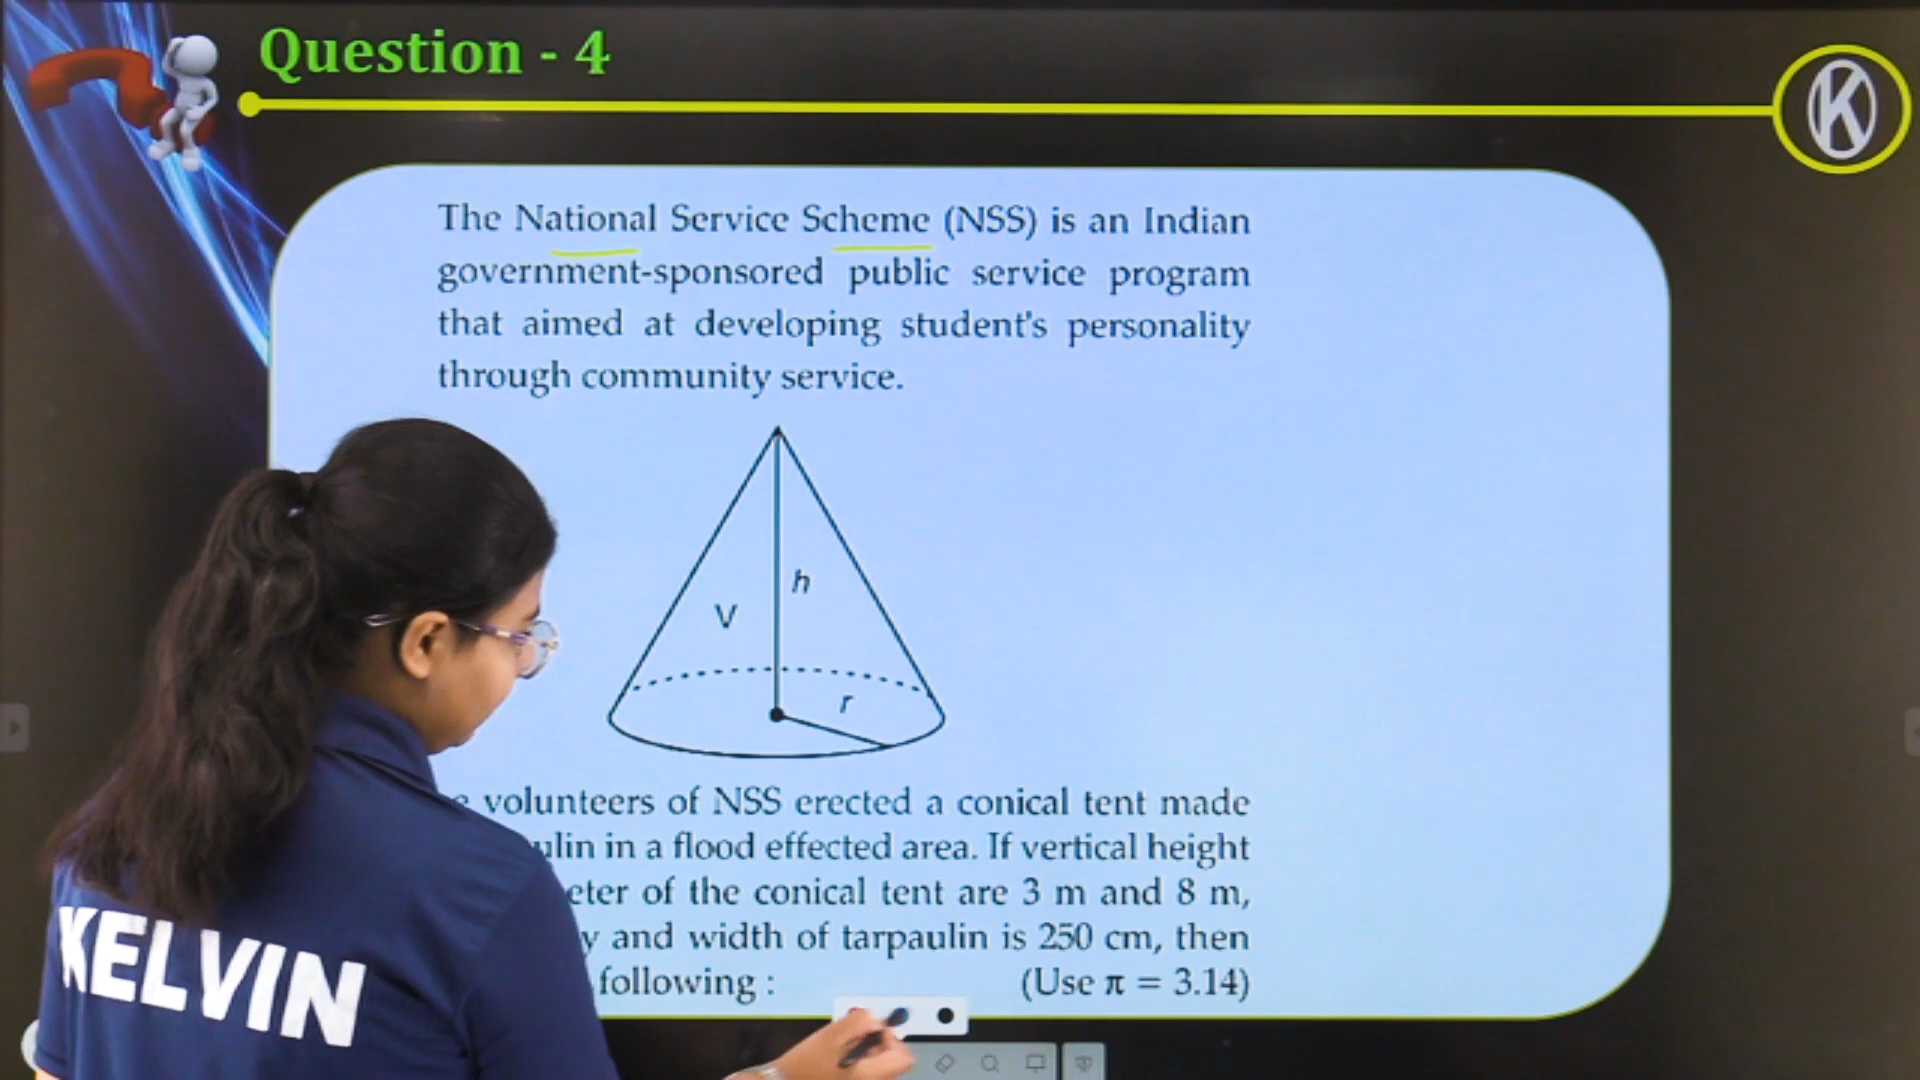 Question - 4
K
The National Service Scheme (NSS) is an Indian
government-sponsored public service program
that aimed at developing student's personality
through community service.
h
V
r
volunteers of NSS erected a conical tent made
in a flood effected area. If vertical height
of the conical tent are 3 m and 8 m,
and width of tarpaulin is 250 cm, then
following :
(Use π = 3.14)
KELVIN